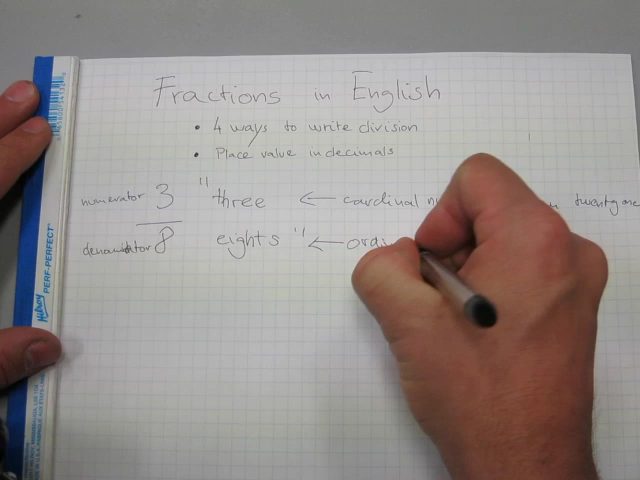 Fractions in English
• 4 ways to write division
• Place value in decimals
numerator 3 "three ← cardinal twenty one
denominator 8 eights" ← ordi
Hilroy PERF-PERFECT